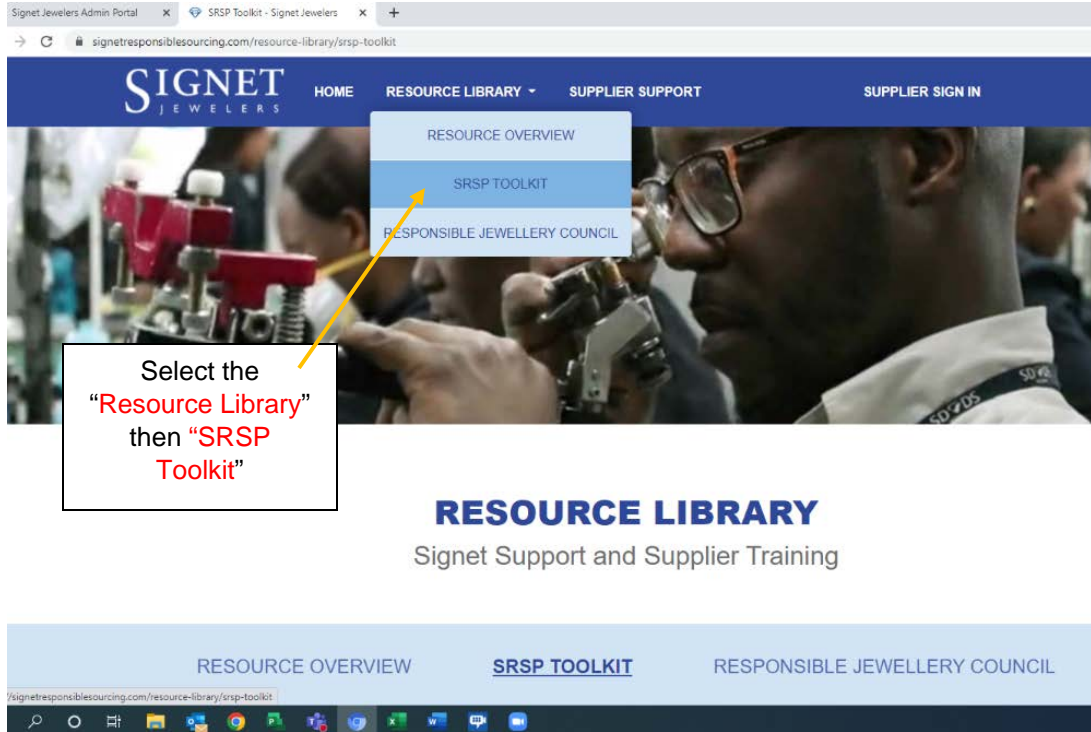 Signet Jewelers Admin Portal
SRSP Toolkit - Signet Jewelers
signetresponsiblesourcing.com/resource-library/srsp-toolkit
SIGNET
JEWELERS
HOME
RESOURCE LIBRARY
SUPPLIER SUPPORT
SUPPLIER SIGN IN
RESOURCE OVERVIEW
SRSP TOOLKIT
RESPONSIBLE JEWELLERY COUNCIL
Select the
“Resource Library”
then “SRSP
Toolkit”
RESOURCE LIBRARY
Signet Support and Supplier Training
RESOURCE OVERVIEW
SRSP TOOLKIT
RESPONSIBLE JEWELLERY COUNCIL
/signetresponsiblesourcing.com/resource-library/srsp-toolkit